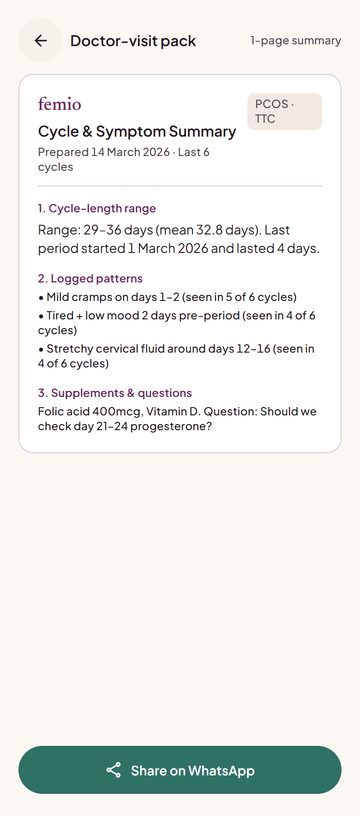 Doctor-visit pack
1-page summary
femio
PCOS ·
TTC
Cycle & Symptom Summary
Prepared 14 March 2026 · Last 6
cycles
1. Cycle-length range
Range: 29–36 days (mean 32.8 days). Last
period started 1 March 2026 and lasted 4 days.
2. Logged patterns
• Mild cramps on days 1–2 (seen in 5 of 6 cycles)
• Tired + low mood 2 days pre-period (seen in 4 of 6
cycles)
• Stretchy cervical fluid around days 12–16 (seen in
4 of 6 cycles)
3. Supplements & questions
Folic acid 400mcg, Vitamin D. Question: Should we
check day 21–24 progesterone?
Share on WhatsApp